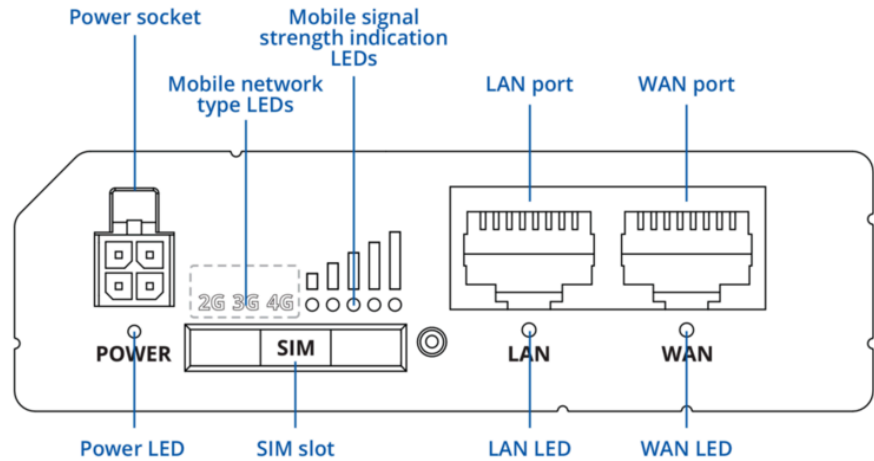 Power socket
Mobile signal
strength indication
LEDs
Mobile network
type LEDs
LAN port
WAN port
2G 3G 4G
POWER
SIM
LAN
WAN
Power LED
SIM slot
LAN LED
WAN LED